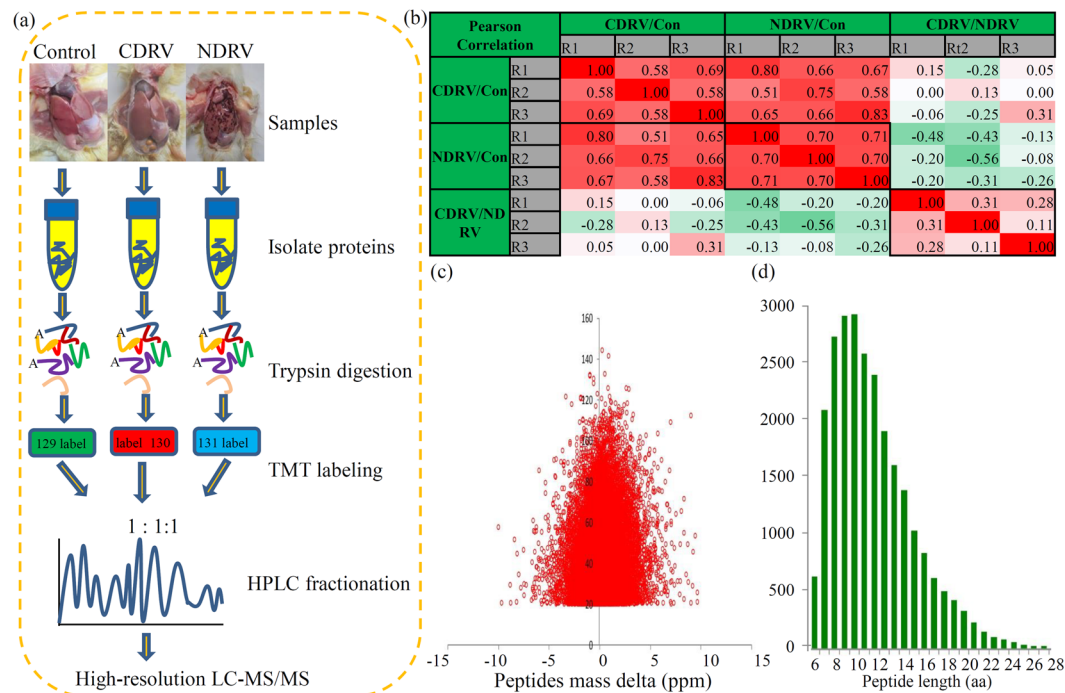 (a)
Control CDRV NDRV
Samples
Isolate proteins
A A A
A A A
Trypsin digestion
129 label label 130 131 label
TMT labeling
1 : 1:1
HPLC fractionation
High-resolution LC-MS/MS
(b)
Pearson Correlation CDRV/Con NDRV/Con CDRV/NDRV
R1 R2 R3 R1 R2 R3 R1 Rt2 R3
CDRV/Con R1 1.00 0.58 0.69 0.80 0.66 0.67 0.15 -0.28 0.05
R2 0.58 1.00 0.58 0.51 0.75 0.58 0.00 0.13 0.00
R3 0.69 0.58 1.00 0.65 0.66 0.83 -0.06 -0.25 0.31
NDRV/Con R1 0.80 0.51 0.65 1.00 0.70 0.71 -0.48 -0.43 -0.13
R2 0.66 0.75 0.66 0.70 1.00 0.70 -0.20 -0.56 -0.08
R3 0.67 0.58 0.83 0.71 0.70 1.00 -0.20 -0.31 -0.26
CDRV/ND
RV R1 0.15 0.00 -0.06 -0.48 -0.20 -0.20 1.00 0.31 0.28
R2 -0.28 0.13 -0.25 -0.43 -0.56 -0.31 0.31 1.00 0.11
R3 0.05 0.00 0.31 -0.13 -0.08 -0.26 0.28 0.11 1.00
(c)
160
140
120
100
80
60
40
20
0
-15 -10 -5 0 5 10 15
Peptides mass delta (ppm)
(d)
3000
2500
2000
1500
1000
500
0
6 8 10 12 14 16 18 20 22 24 26 28
Peptide length (aa)